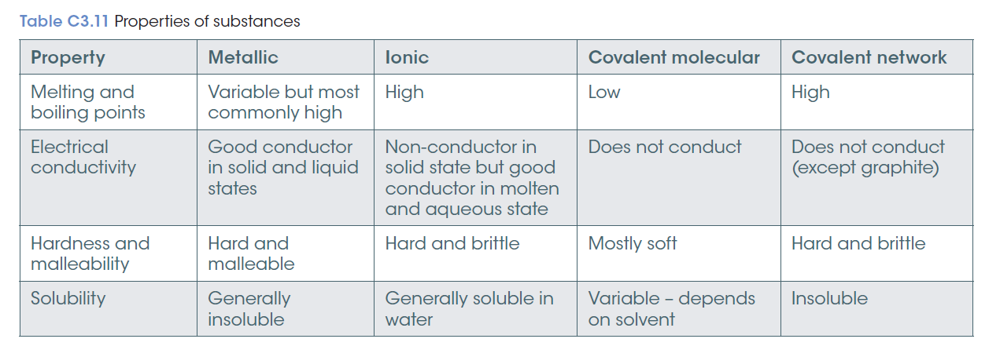 Table C3.11 Properties of substances
Property Metallic Ionic Covalent molecular Covalent network
Melting and boiling points Variable but most commonly high High Low High
Electrical conductivity Good conductor in solid and liquid states Non-conductor in solid state but good conductor in molten and aqueous state Does not conduct Does not conduct (except graphite)
Hardness and malleability Hard and malleable Hard and brittle Mostly soft Hard and brittle
Solubility Generally insoluble Generally soluble in water Variable – depends on solvent Insoluble